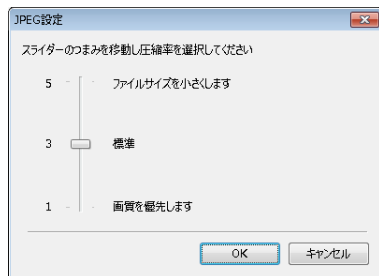 JPEG設定
スライダーのつまみを移動し圧縮率を選択してください
5 ファイルサイズを小さくします
3 標準
1 画質を優先します
OK キャンセル